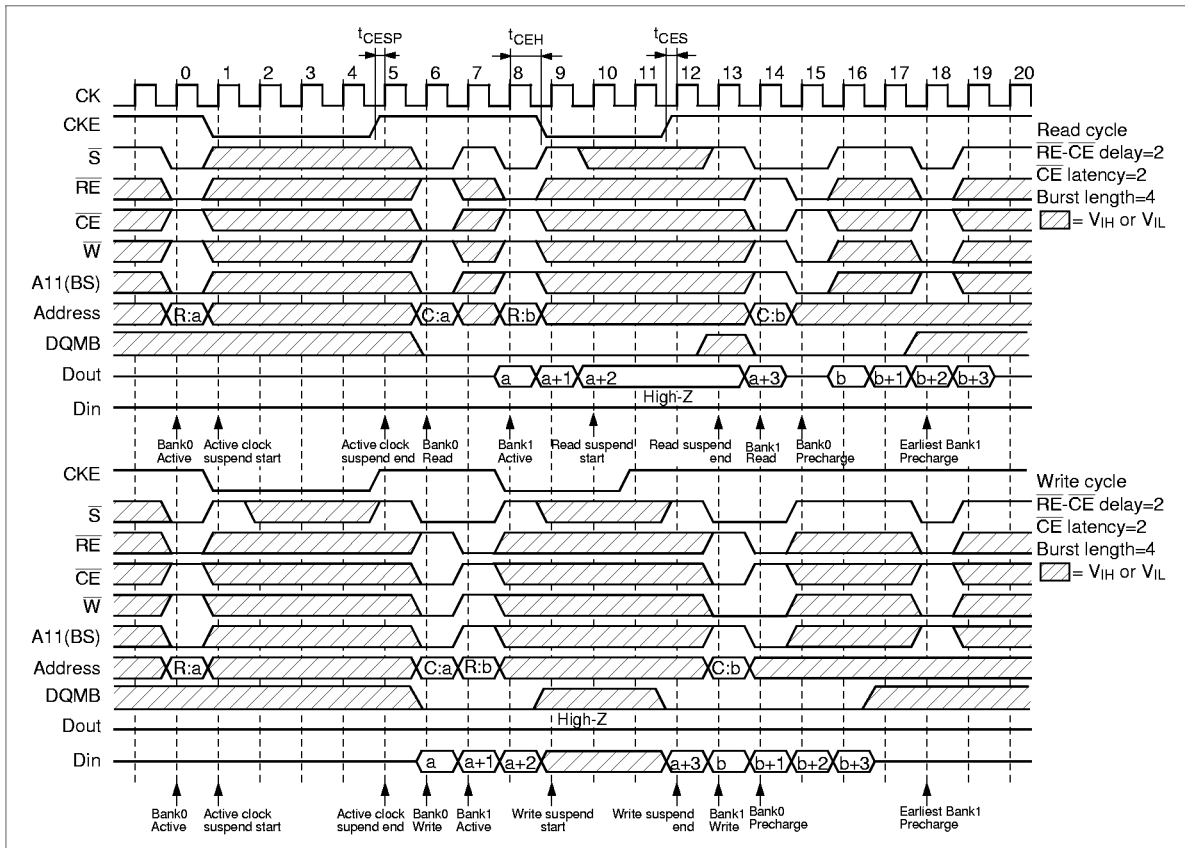 tCESP tCEH tCES
0 1 2 3 4 5 6 7 8 9 10 11 12 13 14 15 16 17 18 19 20
CK
CKE
S
RE
CE
W
A11(BS)
Address R:a C:a R:b C:b
DQMB
Dout a a+1 a+2 a+3 b b+1 b+2 b+3
High-Z
Din
Read cycle
RE-CE delay=2
CE latency=2
Burst length=4
= VIH or VIL
Bank0 Active
Active clock suspend start
Active clock suspend end
Bank0 Read
Bank1 Active
Read suspend start
Read suspend end
Bank1 Read
Bank0 Precharge
Earliest Bank1 Precharge
CKE
S
RE
CE
W
A11(BS)
Address R:a C:a R:b C:b
DQMB
High-Z
Dout
Din a a+1 a+2 a+3 b b+1 b+2 b+3
Write cycle
RE-CE delay=2
CE latency=2
Burst length=4
= VIH or VIL
Bank0 Active
Active clock suspend start
Active clock supend end
Bank0 Write
Bank1 Active
Write suspend start
Write suspend end
Bank1 Write
Bank0 Precharge
Earliest Bank1 Precharge